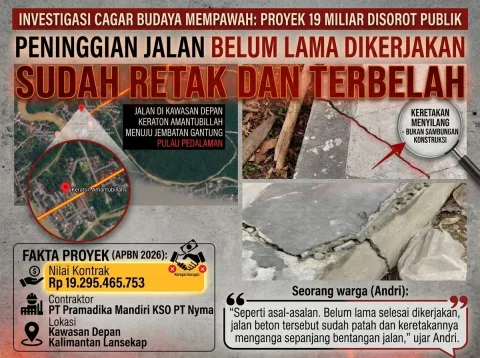 INVESTIGASI CAGAR BUDAYA MEMPAWAH: PROYEK 19 MILIAR DISOROT PUBLIK
PENINGGIAN JALAN BELUM LAMA DIKERJAKAN
SUDAH RETAK DAN TERBELAH
JALAN DI KAWASAN DEPAN
KERATON AMANTUBILLAH
MENUJU JEMBATAN GANTUNG
PULAU PEDALAMAN
Keraton Amantubillah
KERETAKAN
MENYILANG
- BUKAN SAMBUNGAN
KONSTRUKSI
FAKTA PROYEK (APBN 2026):
Nilai Kontrak
Rp 19.295.465.753
Contraktor
PT Pramadika Mandiri KSO PT Nyma
Lokasi
Kawasan Depan
Kalimantan Lansekap
Seorang warga (Andri):
"Seperti asal-asalan. Belum lama selesai dikerjakan,
jalan beton tersebut sudah patah dan keretakannya
menganga sepanjang bentangan jalan," ujar Andri.